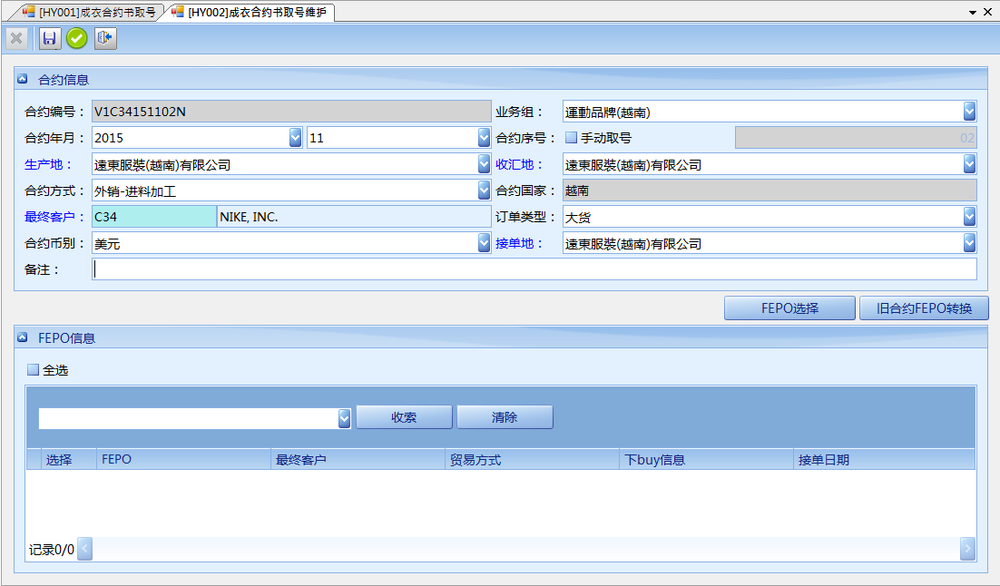 [HY001]成衣合约书取号 [HY002]成衣合约书取号维护
合约信息
合约编号： V1C34151102N 业务组： 運動品牌(越南)
合约年月： 2015 11 合约序号： 手动取号 02
生产地： 遠東服裝(越南)有限公司 收汇地： 遠東服裝(越南)有限公司
合约方式： 外销-进料加工 合约国家： 越南
最终客户： C34 NIKE, INC. 订单类型： 大货
合约币别： 美元 接单地： 遠東服裝(越南)有限公司
备注：
FEPO选择 旧合约FEPO转换
FEPO信息
全选
收索 清除
选择 FEPO 最终客户 贸易方式 下buy信息 接单日期
记录0/0